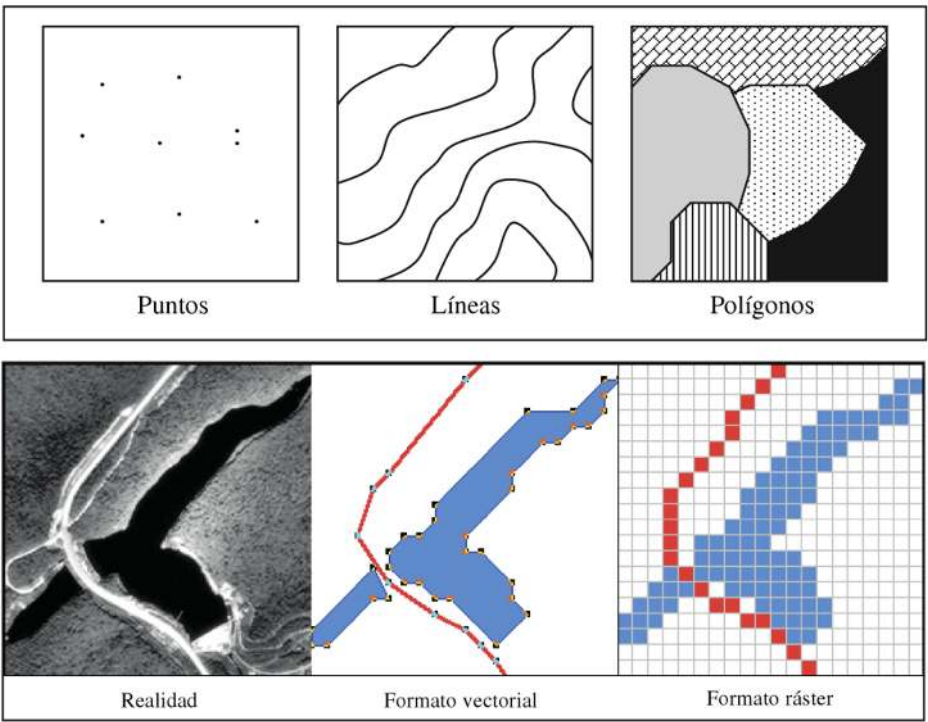 Puntos
Líneas
Polígonos
Realidad
Formato vectorial
Formato ráster